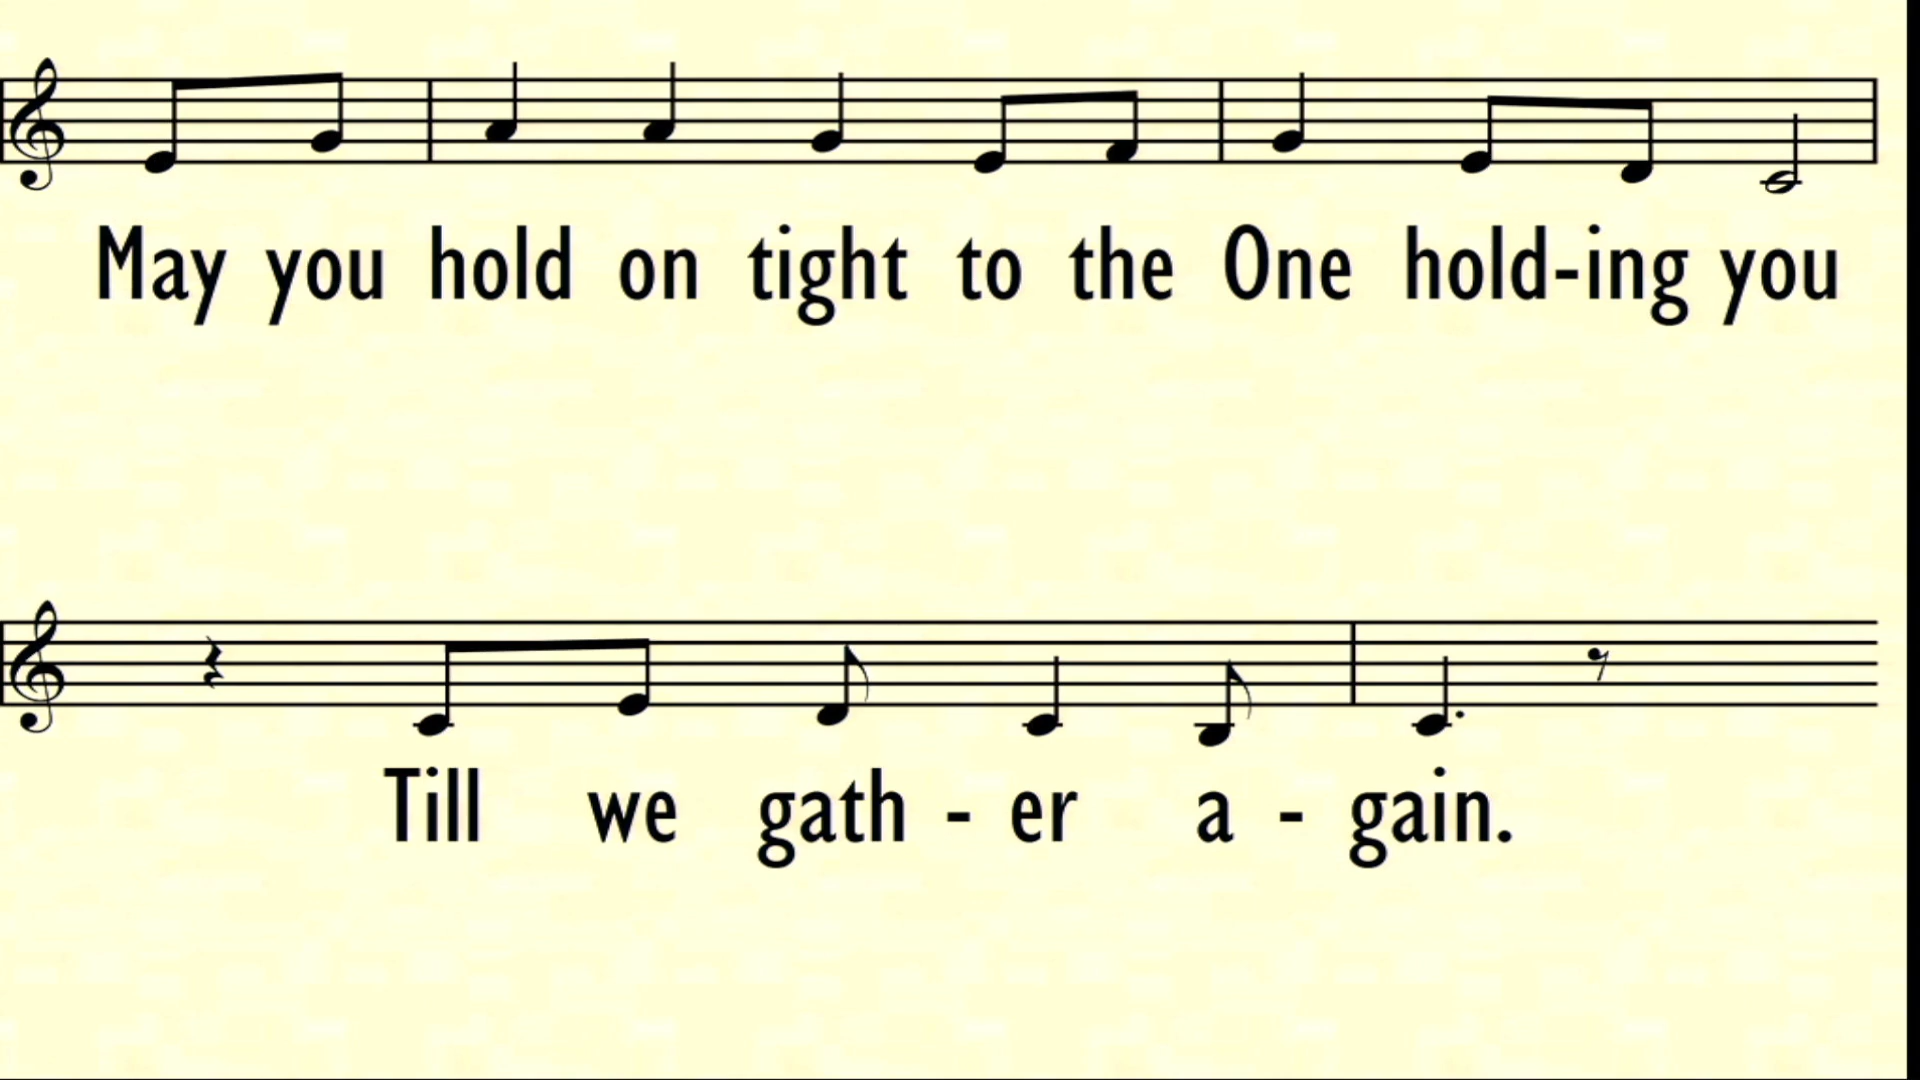 May you hold on tight to the One hold-ing you
Till we gath - er a - gain.